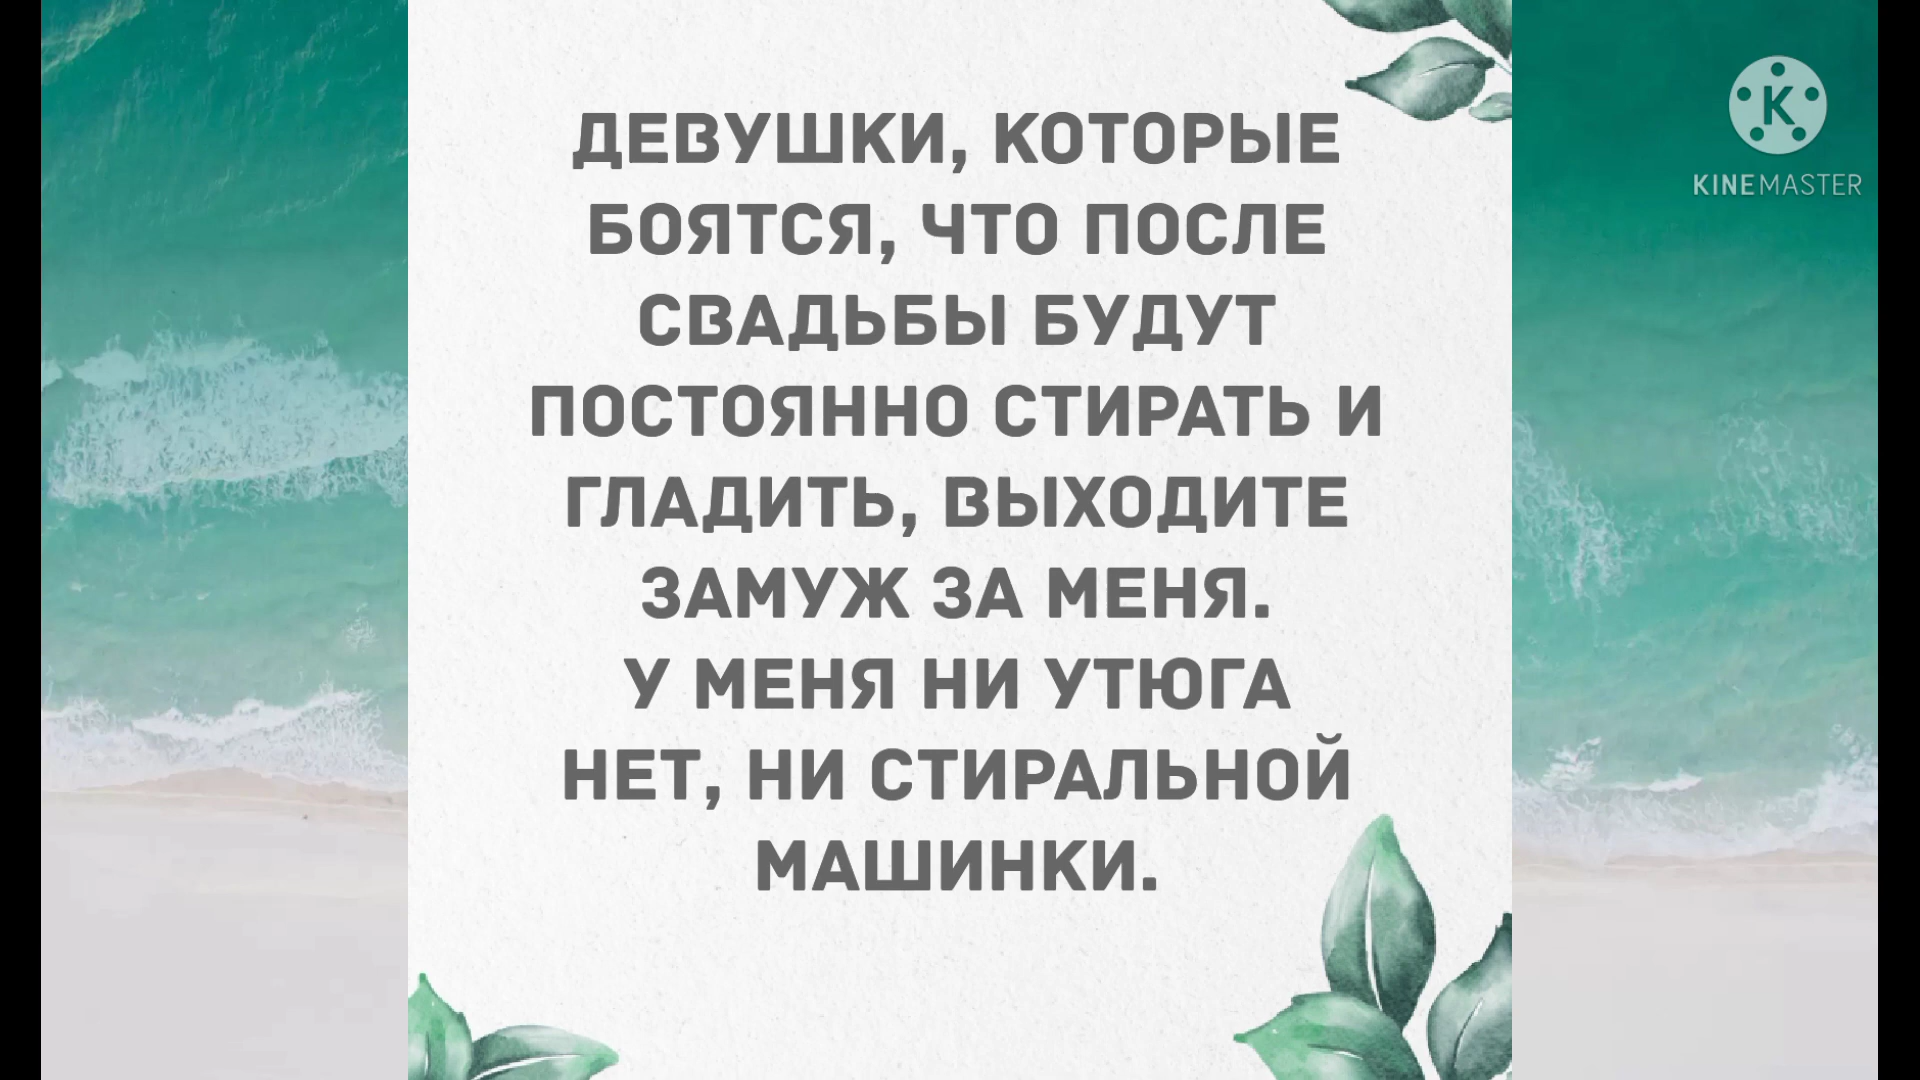 ДЕВУШКИ, КОТОРЫЕ
БОЯТСЯ, ЧТО ПОСЛЕ
СВАДЬБЫ БУДУТ
ПОСТОЯННО СТИРАТЬ И
ГЛАДИТЬ, ВЫХОДИТЕ
ЗАМУЖ ЗА МЕНЯ.
У МЕНЯ НИ УТЮГА
НЕТ, НИ СТИРАЛЬНОЙ
МАШИНКИ.
K
KINEMASTER